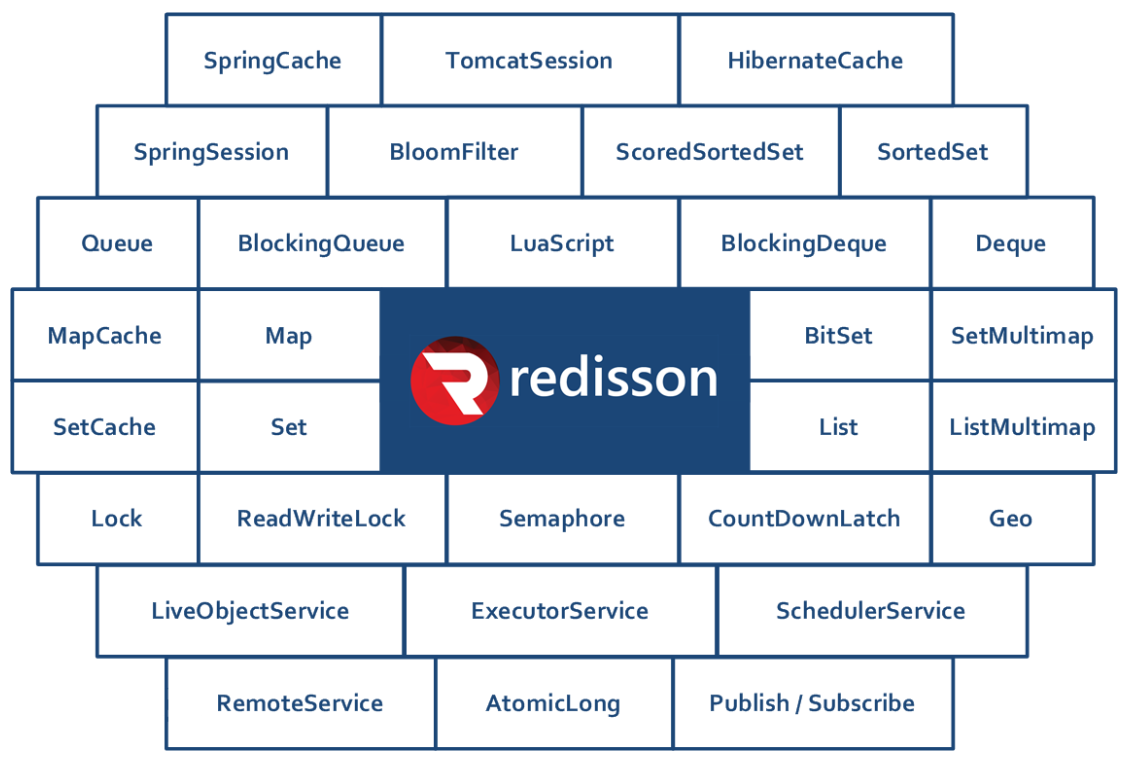 SpringCache TomcatSession HibernateCache
SpringSession BloomFilter ScoredSortedSet SortedSet
Queue BlockingQueue LuaScript BlockingDeque Deque
MapCache Map BitSet SetMultimap
redisson
SetCache Set List ListMultimap
Lock ReadWriteLock Semaphore CountDownLatch Geo
LiveObjectService ExecutorService SchedulerService
RemoteService AtomicLong Publish / Subscribe